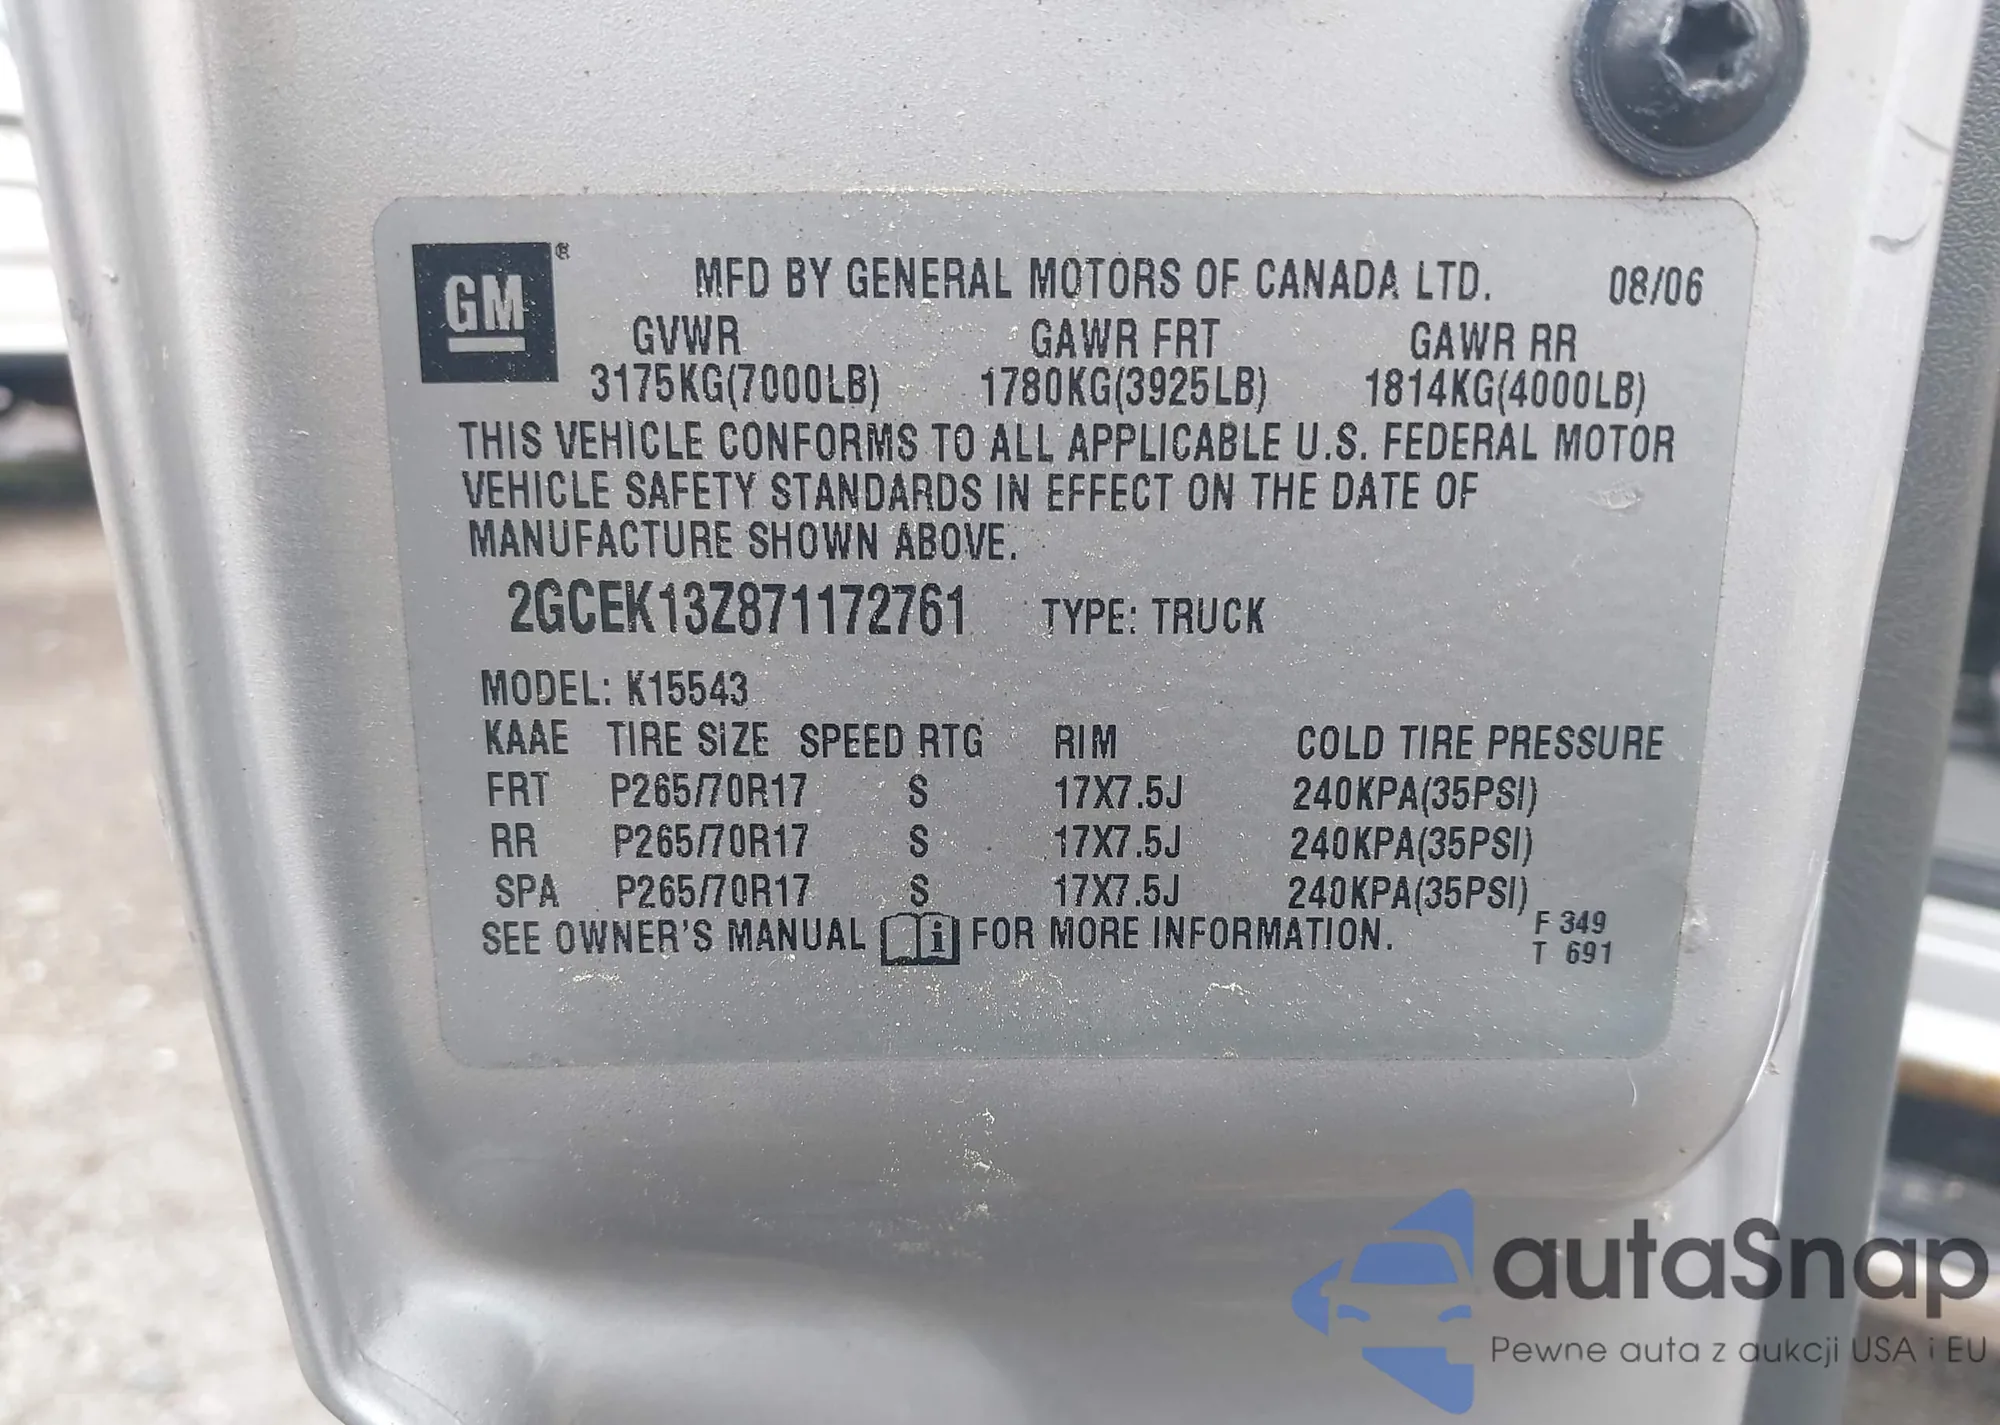 GM ®
MFD BY GENERAL MOTORS OF CANADA LTD. 08/06
GVWR GAWR FRT GAWR RR
3175KG(7000LB) 1780KG(3925LB) 1814KG(4000LB)
THIS VEHICLE CONFORMS TO ALL APPLICABLE U.S. FEDERAL MOTOR
VEHICLE SAFETY STANDARDS IN EFFECT ON THE DATE OF
MANUFACTURE SHOWN ABOVE.
2GCEK13Z871172761 TYPE: TRUCK
MODEL: K15543
KAAE TIRE SIZE SPEED RTG RIM COLD TIRE PRESSURE
FRT P265/70R17 S 17X7.5J 240KPA(35PSI)
RR P265/70R17 S 17X7.5J 240KPA(35PSI)
SPA P265/70R17 S 17X7.5J 240KPA(35PSI)
SEE OWNER'S MANUAL i FOR MORE INFORMATION.
F 349
T 691
autaSnap
Pewne auta z aukcji USA i EU